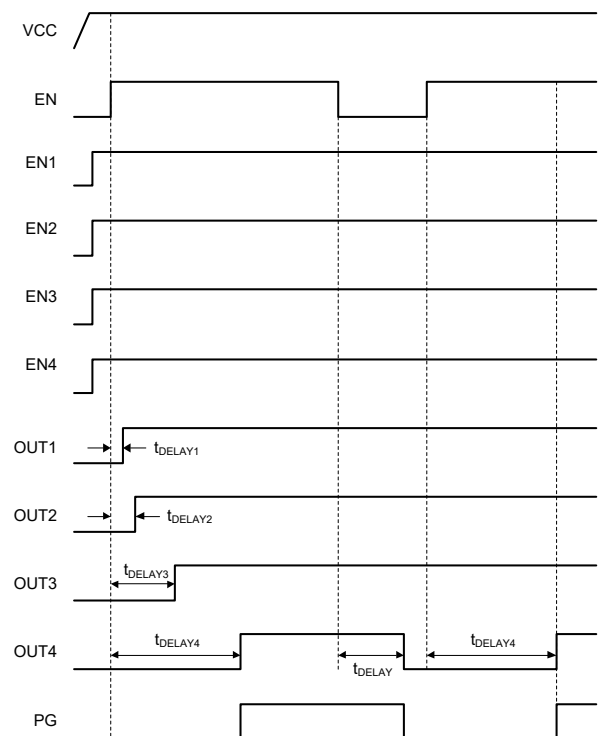 VCC
EN
EN1
EN2
EN3
EN4
OUT1
tDELAY1
OUT2
tDELAY2
OUT3
tDELAY3
OUT4
tDELAY4
tDELAY
tDELAY4
PG